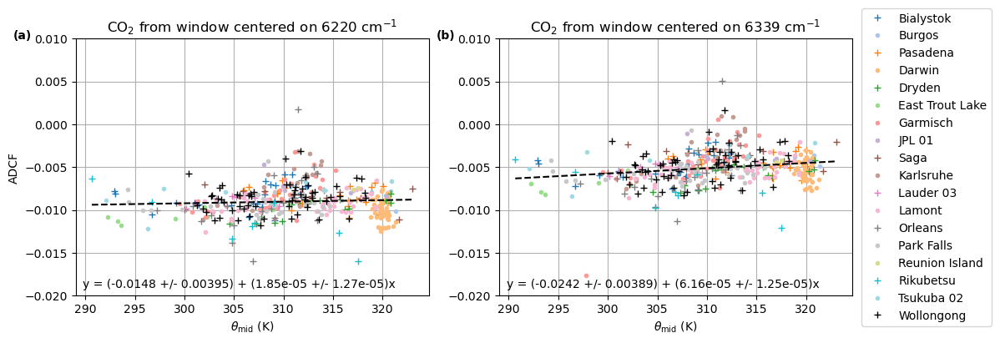 (a)
CO₂ from window centered on 6220 cm⁻¹
ADCF
0.010
0.005
0.000
−0.005
−0.010
−0.015
−0.020
y = (-0.0148 +/- 0.00395) + (1.85e-05 +/- 1.27e-05)x
290 295 300 305 310 315 320
θmid (K)
(b)
CO₂ from window centered on 6339 cm⁻¹
0.010
0.005
0.000
−0.005
−0.010
−0.015
−0.020
y = (-0.0242 +/- 0.00389) + (6.16e-05 +/- 1.25e-05)x
290 295 300 305 310 315 320
θmid (K)
Bialystok
Burgos
Pasadena
Darwin
Dryden
East Trout Lake
Garmisch
JPL 01
Saga
Karlsruhe
Lauder 03
Lamont
Orleans
Park Falls
Reunion Island
Rikubetsu
Tsukuba 02
Wollongong